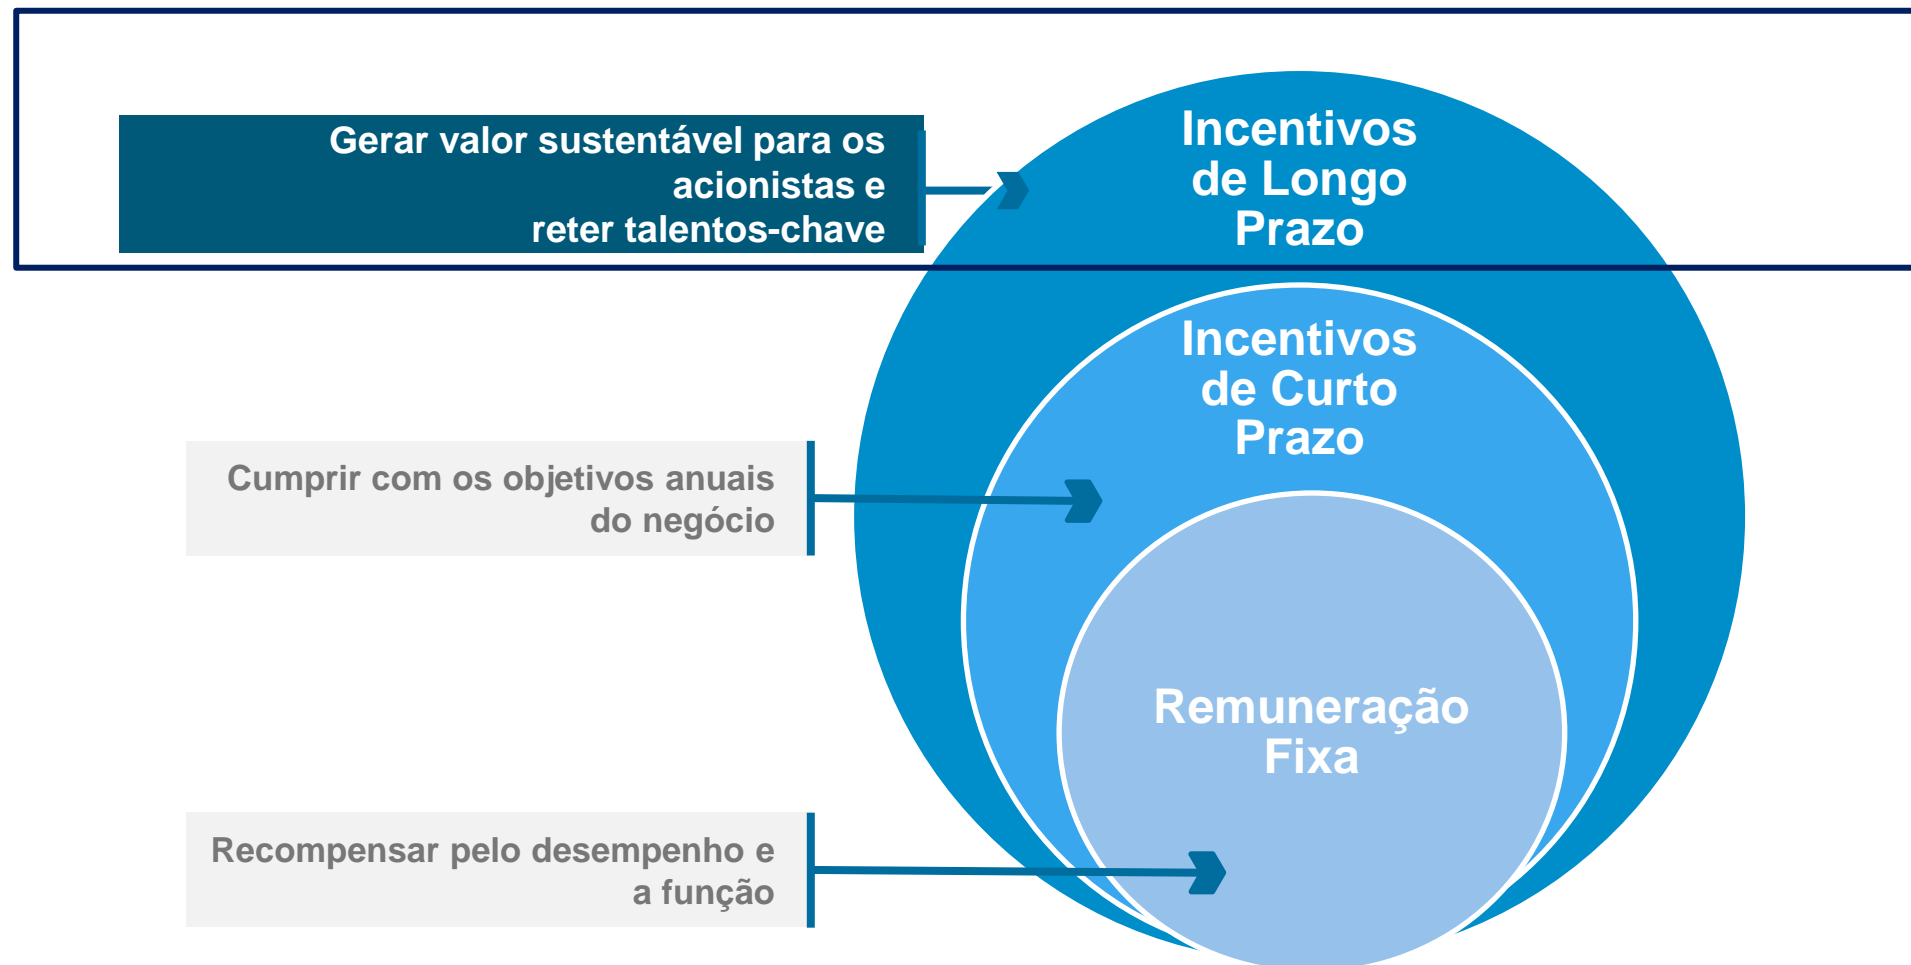 Gerar valor sustentável para os
acionistas e
reter talentos-chave
Incentivos
de Longo
Prazo
Incentivos
de Curto
Prazo
Cumprir com os objetivos anuais
do negócio
Remuneração
Fixa
Recompensar pelo desempenho e
a função